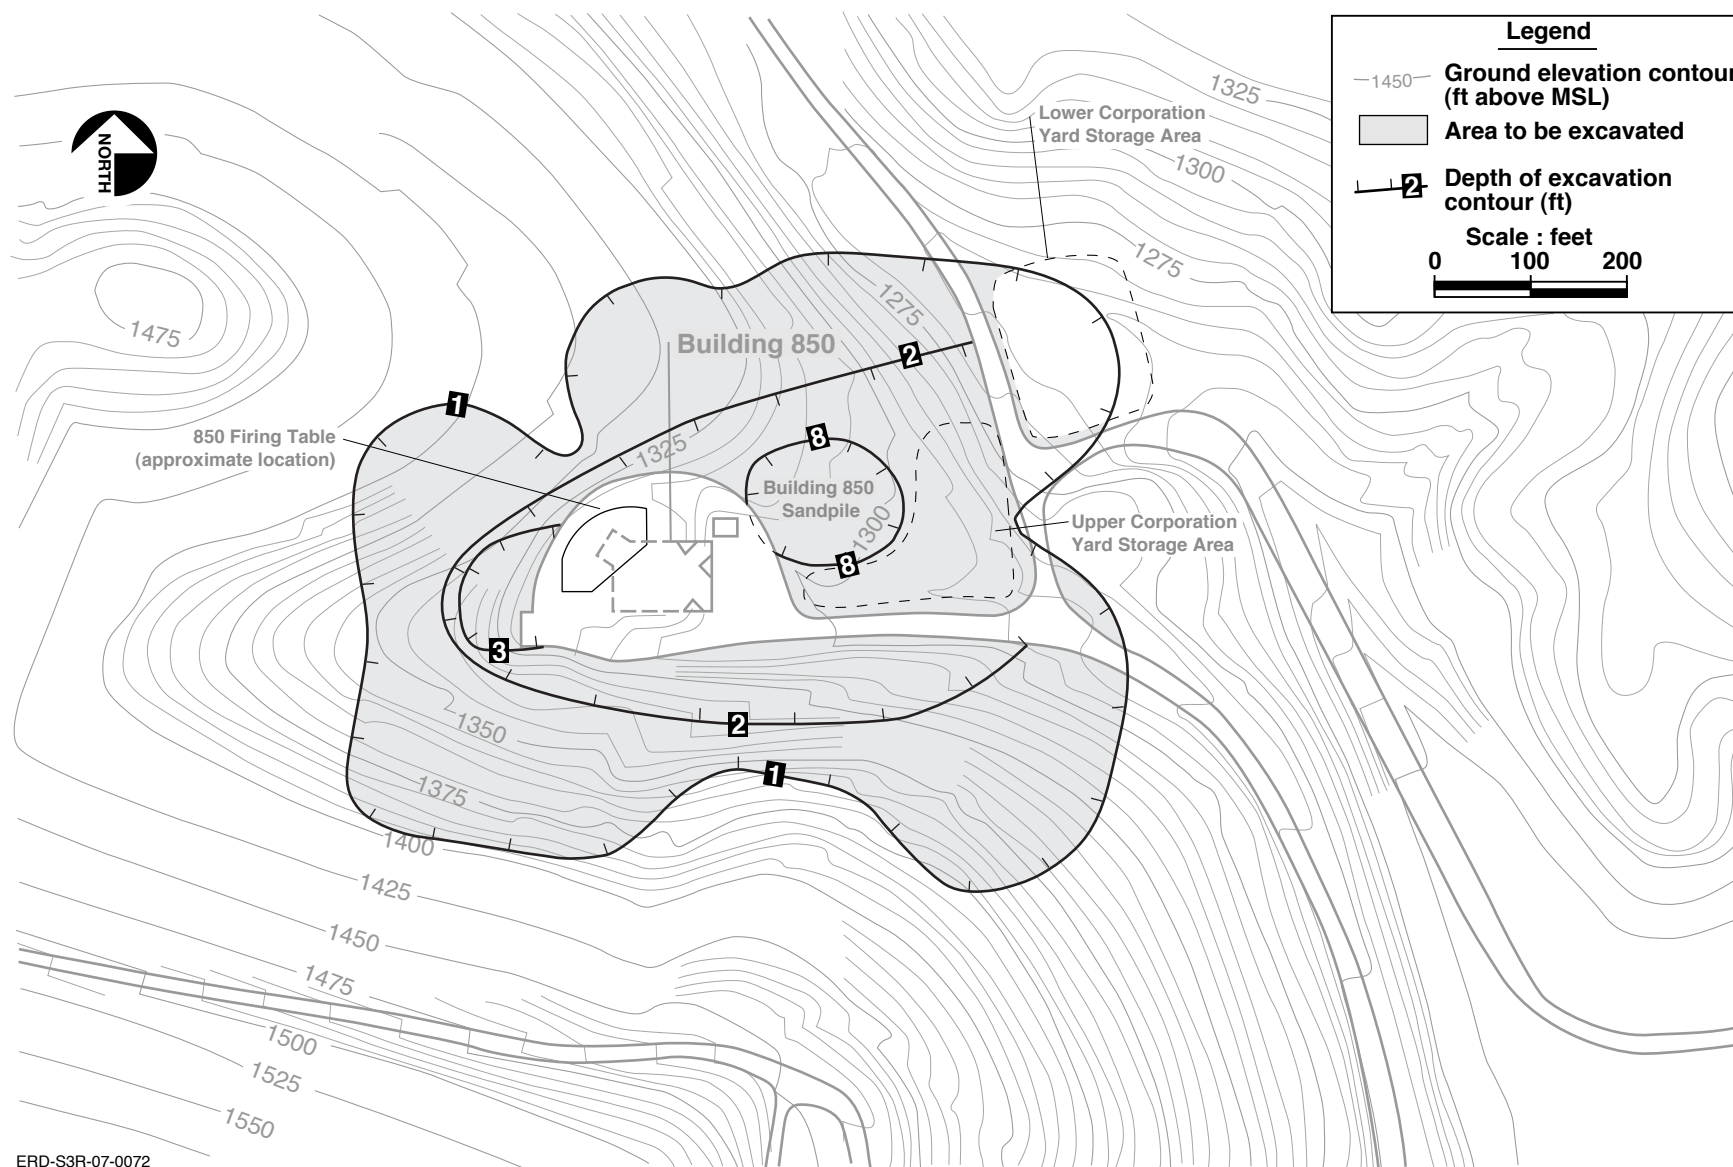 Legend
1450
Ground elevation contour
(ft above MSL)
Area to be excavated
2
Depth of excavation
contour (ft)
Scale : feet
0 100 200
NORTH
1325
Lower Corporation
Yard Storage Area
1300
1275
1475
1275
Building 850
2
1
850 Firing Table
(approximate location)
1325
8
Building 850
Sandpile
1300
Upper Corporation
Yard Storage Area
8
3
1350
2
1
1375
1400
1425
1450
1475
1500
1525
1550
ERD-S3R-07-0072